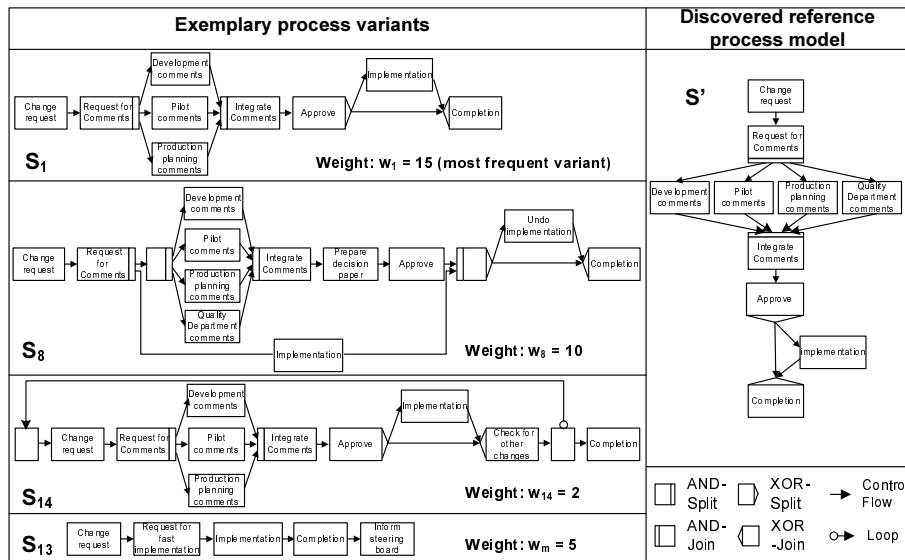 Exemplary process variants
Discovered reference
process model
Development
comments
Implementation
Change
request
Request for
Comments
Pilot
comments
Integrate
Comments
Approve
Completion
Production
planning
comments
S1
Weight: w1 = 15 (most frequent variant)
Development
comments
Undo
implementation
Pilot
comments
Change
request
Request
for
Comments
Integrate
Comments
Prepare
decision
paper
Approve
Completion
Production
planning
comments
Quality
Department
comments
Implementation
S8
Weight: w8 = 10
Development
comments
Implementation
Change
request
Request for
Comments
Pilot
comments
Integrate
Comments
Approve
Check for
other
changes
Completion
Production
planning
comments
S14
Weight: w14 = 2
Change
request
Request for
fast
implementation
Implementation
Completion
Inform
steering
board
S13
Weight: wm = 5
S'
Change
request
Request for
Comments
Development
comments
Pilot
comments
Production
planning
comments
Quality
Department
comments
Integrate
Comments
Approve
implementation
Completion
AND-
Split
XOR-
Split
Control
Flow
AND-
Join
XOR
-Join
Loop